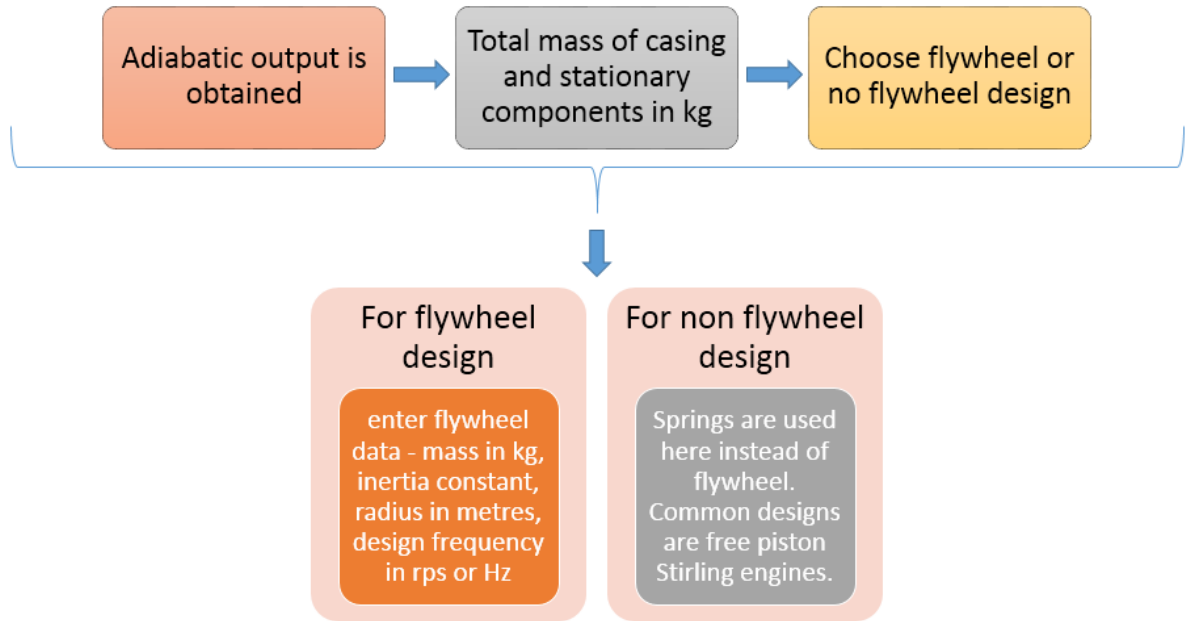 Adiabatic output is
obtained
Total mass of casing
and stationary
components in kg
Choose flywheel or
no flywheel design
For flywheel
design
enter flywheel
data - mass in kg,
inertia constant,
radius in metres,
design frequency
in rps or Hz
For non flywheel
design
Springs are used
here instead of
flywheel.
Common designs
are free piston
Stirling engines.